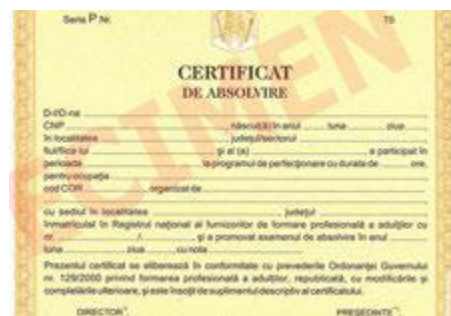 Seria P Nr. TS
CERTIFICAT
DE ABSOLVIRE
D-l/D-na
CNP născut(ă) în anul luna ziua
în localitatea județul/sectorul
fiul/fiica lui și al (a) a participat în
perioada la programul de perfecționare cu durata de ore,
pentru ocupația
cod COR organizat de
cu sediul în localitatea județul
înmatriculat în Registrul național al furnizorilor de formare profesională a adulților cu
nr. / și a promovat examenul de absolvire în anul
luna ziua cu nota
Prezentul certificat se eliberează în conformitate cu prevederile Ordonanței Guvernului
nr. 129/2000 privind formarea profesională a adulților, republicată, cu modificările și
completările ulterioare, și este însoțit de suplimentul descriptiv al certificatului.
DIRECTOR PREȘEDINTE
ECIMEN